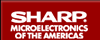 SHARP
MICROELECTRONICS
OF THE AMERICAS